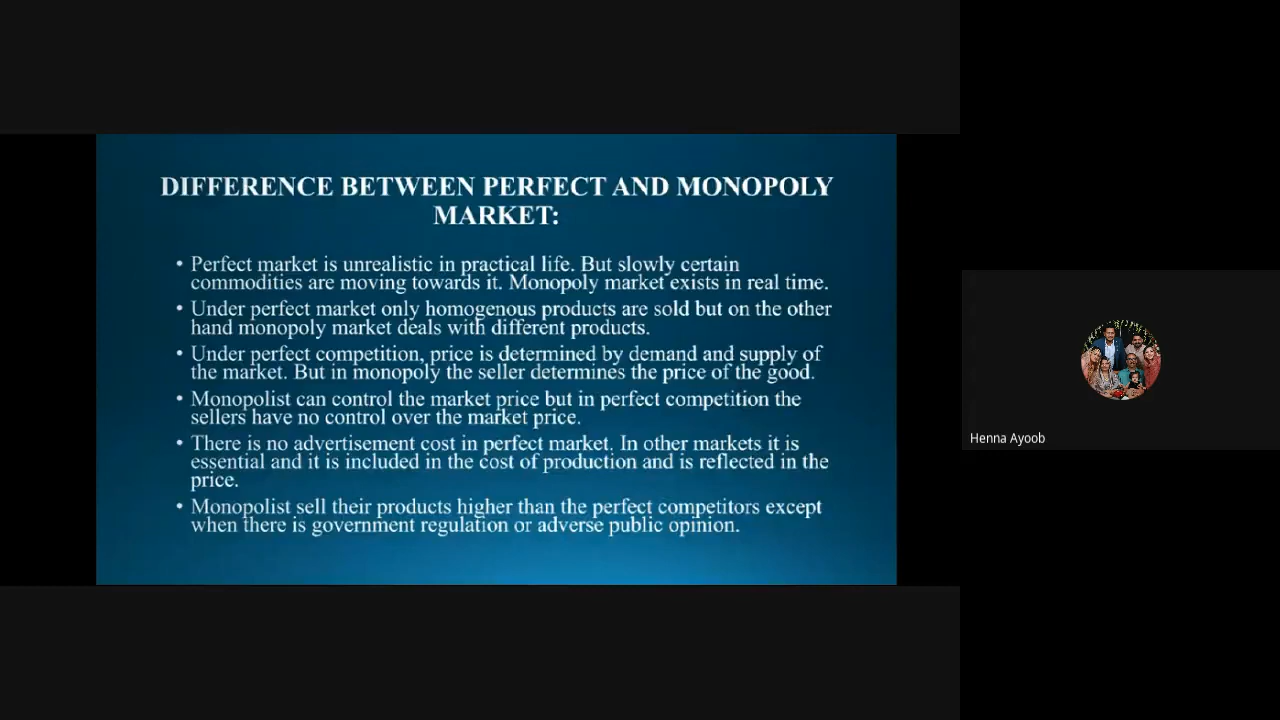 DIFFERENCE BETWEEN PERFECT AND MONOPOLY
MARKET:
• Perfect market is unrealistic in practical life. But slowly certain
commodities are moving towards it. Monopoly market exists in real time.
• Under perfect market only homogenous products are sold but on the other
hand monopoly market deals with different products.
• Under perfect competition, price is determined by demand and supply of
the market. But in monopoly the seller determines the price of the good.
• Monopolist can control the market price but in perfect competition the
sellers have no control over the market price.
• There is no advertisement cost in perfect market. In other markets it is
essential and it is included in the cost of production and is reflected in the
price.
• Monopolist sell their products higher than the perfect competitors except
when there is government regulation or adverse public opinion.
Henna Ayoob